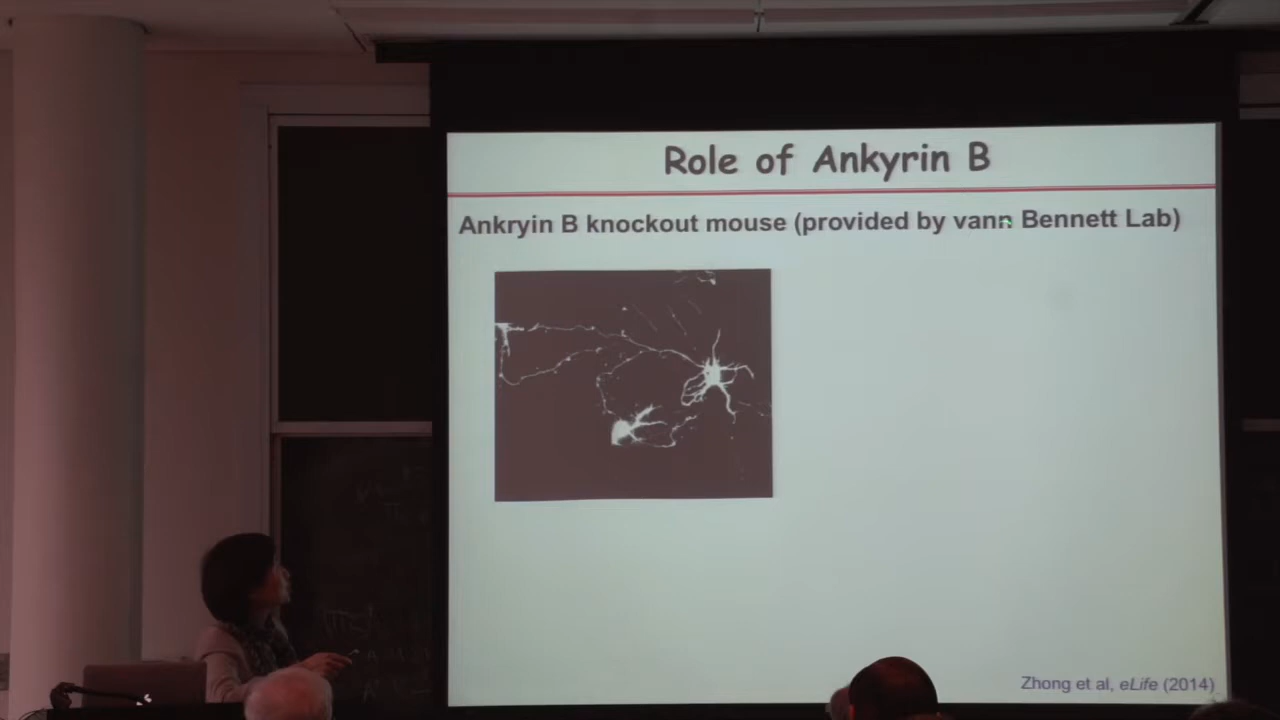 Role of Ankyrin B
Ankryin B knockout mouse (provided by vann Bennett Lab)
Zhong et al, eLife (2014)